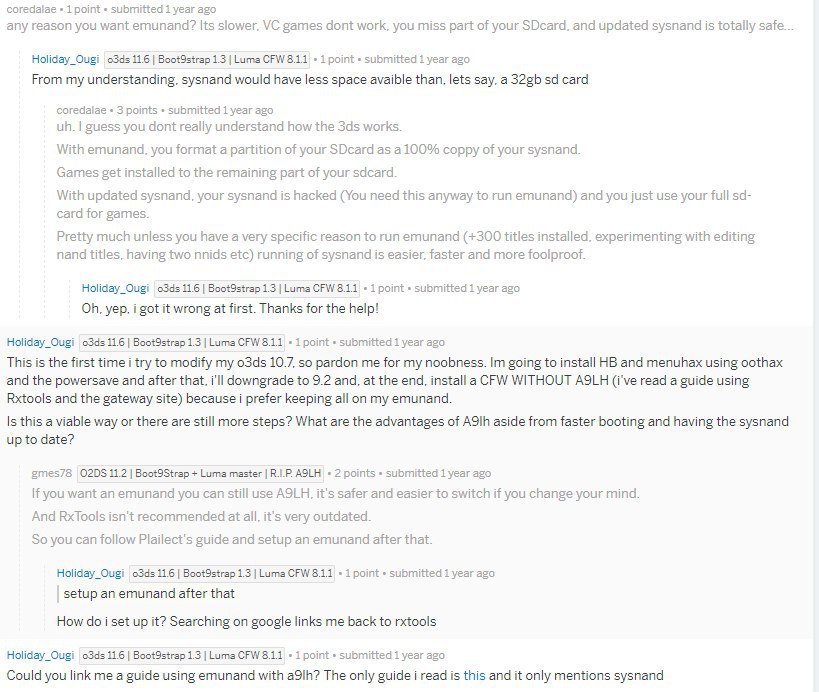 coredalae • 1 point • submitted 1 year ago
any reason you want emunand? Its slower, VC games dont work, you miss part of your SDcard, and updated sysnand is totally safe...
Holiday_Ougi o3ds 11.6 | Boot9strap 1.3 | Luma CFW 8.1.1 • 1 point • submitted 1 year ago
From my understanding, sysnand would have less space avaible than, lets say, a 32gb sd card
coredalae • 3 points • submitted 1 year ago
uh. I guess you dont really understand how the 3ds works.
With emunand, you format a partition of your SDcard as a 100% coppy of your sysnand.
Games get installed to the remaining part of your sdcard.
With updated sysnand, your sysnand is hacked (You need this anyway to run emunand) and you just use your full sd-
card for games.
Pretty much unless you have a very specific reason to run emunand (+300 titles installed, experimenting with editing
nand titles, having two nnids etc) running of sysnand is easier, faster and more foolproof.
Holiday_Ougi o3ds 11.6 | Boot9strap 1.3 | Luma CFW 8.1.1 • 1 point • submitted 1 year ago
Oh, yep, i got it wrong at first. Thanks for the help!
Holiday_Ougi o3ds 11.6 | Boot9strap 1.3 | Luma CFW 8.1.1 • 1 point • submitted 1 year ago
This is the first time i try to modify my o3ds 10.7, so pardon me for my noobness. Im going to install HB and menuhax using oothax
and the powersave and after that, i'll downgrade to 9.2 and, at the end, install a CFW WITHOUT A9LH (i've read a guide using
Rxtools and the gateway site) because i prefer keeping all on my emunand.
Is this a viable way or there are still more steps? What are the advantages of A9lh aside from faster booting and having the sysnand
up to date?
gmes78 O2DS 11.2 | Boot9Strap + Luma master | R.I.P. A9LH • 2 points • submitted 1 year ago
If you want an emunand you can still use A9LH, it's safer and easier to switch if you change your mind.
And RxTools isn't recommended at all, it's very outdated.
So you can follow Plailect's guide and setup an emunand after that.
Holiday_Ougi o3ds 11.6 | Boot9strap 1.3 | Luma CFW 8.1.1 • 1 point • submitted 1 year ago
setup an emunand after that
How do i set up it? Searching on google links me back to rxtools
Holiday_Ougi o3ds 11.6 | Boot9strap 1.3 | Luma CFW 8.1.1 • 1 point • submitted 1 year ago
Could you link me a guide using emunand with a9lh? The only guide i read is this and it only mentions sysnand